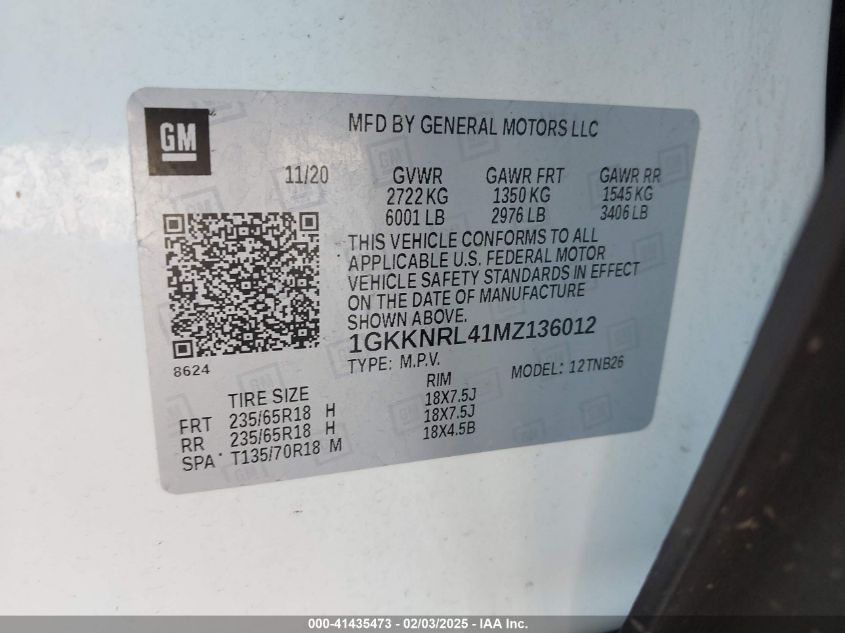 GM
MFD BY GENERAL MOTORS LLC
11/20 GVWR GAWR FRT GAWR RR
2722 KG 1350 KG 1545 KG
6001 LB 2976 LB 3406 LB
THIS VEHICLE CONFORMS TO ALL
APPLICABLE U.S. FEDERAL MOTOR
VEHICLE SAFETY STANDARDS IN EFFECT
ON THE DATE OF MANUFACTURE
SHOWN ABOVE.
1GKKNRL41MZ136012
8624
TYPE: M.P.V. MODEL: 12TNB26
TIRE SIZE RIM
FRT 235/65R18 H 18X7.5J
RR 235/65R18 H 18X7.5J
SPA T135/70R18 M 18X4.5B
000-41435473 - 02/03/2025 - IAA Inc.